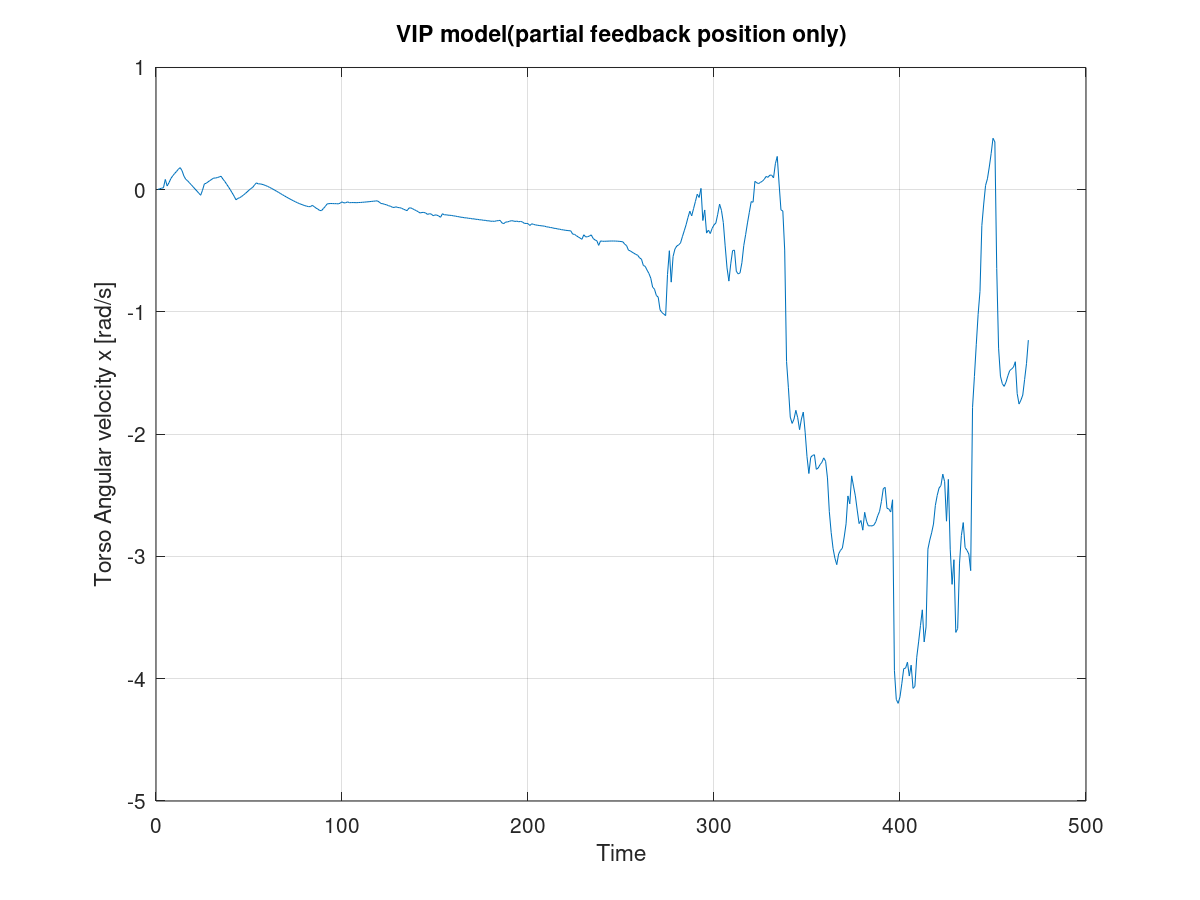 VIP model(partial feedback position only)
1
0
-1
-2
-3
-4
-5
Torso Angular velocity x [rad/s]
0 100 200 300 400 500
Time